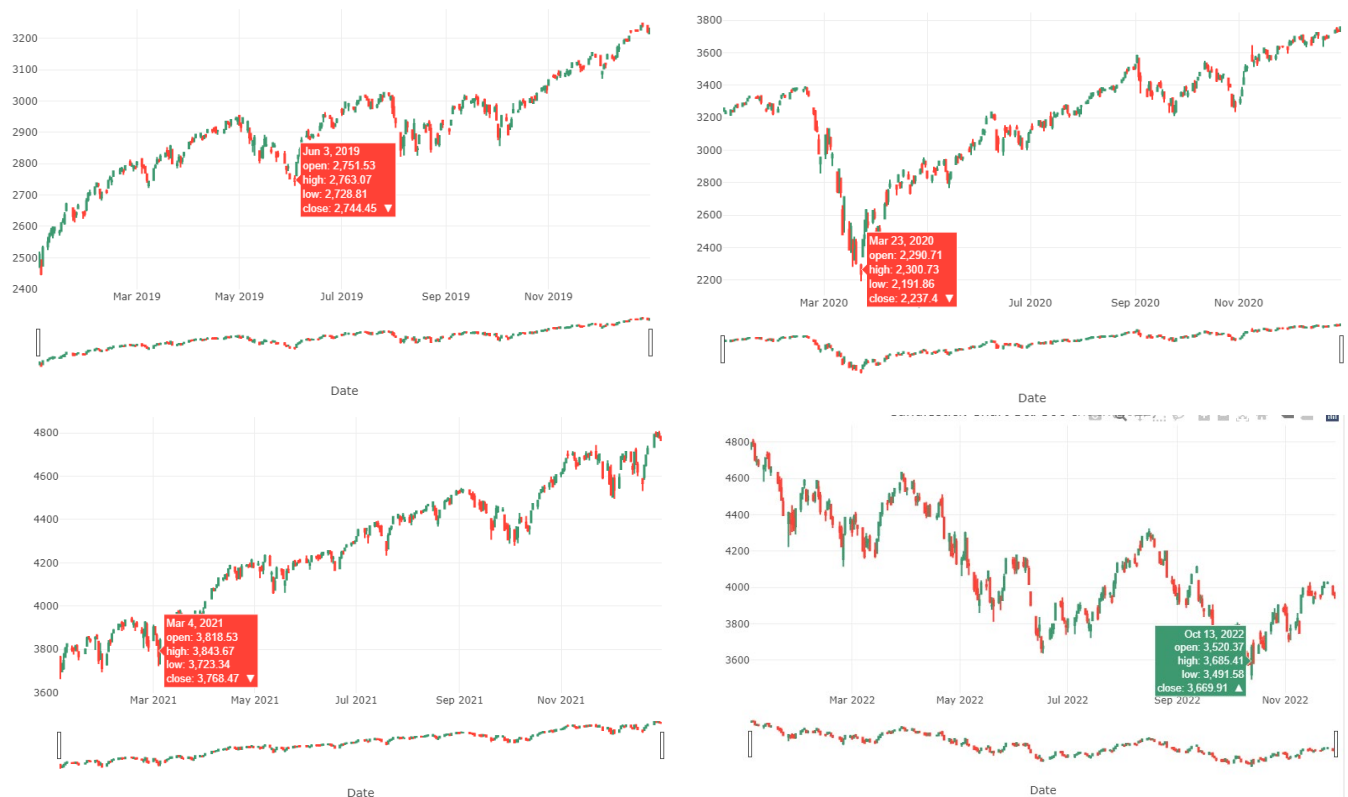 3200
3100
3000
2900
2800
2700
2600
2500
2400
Jun 3, 2019
open: 2,751.53
high: 2,763.07
low: 2,728.81
close: 2,744.45 ▼
Mar 2019
May 2019
Jul 2019
Sep 2019
Nov 2019
Date
3800
3600
3400
3200
3000
2800
2600
2400
2200
Mar 23, 2020
open: 2,290.71
high: 2,300.73
low: 2,191.86
close: 2,237.4 ▼
Mar 2020
Jul 2020
Sep 2020
Nov 2020
Date
4800
4600
4400
4200
4000
3800
3600
Mar 4, 2021
open: 3,818.53
high: 3,843.67
low: 3,723.34
close: 3,768.47 ▼
Mar 2021
May 2021
Jul 2021
Sep 2021
Nov 2021
Date
4800
4600
4400
4200
4000
3800
3600
Oct 13, 2022
open: 3,520.37
high: 3,685.41
low: 3,491.58
close: 3,669.91 ▲
Mar 2022
May 2022
Jul 2022
Sep 2022
Nov 2022
Date